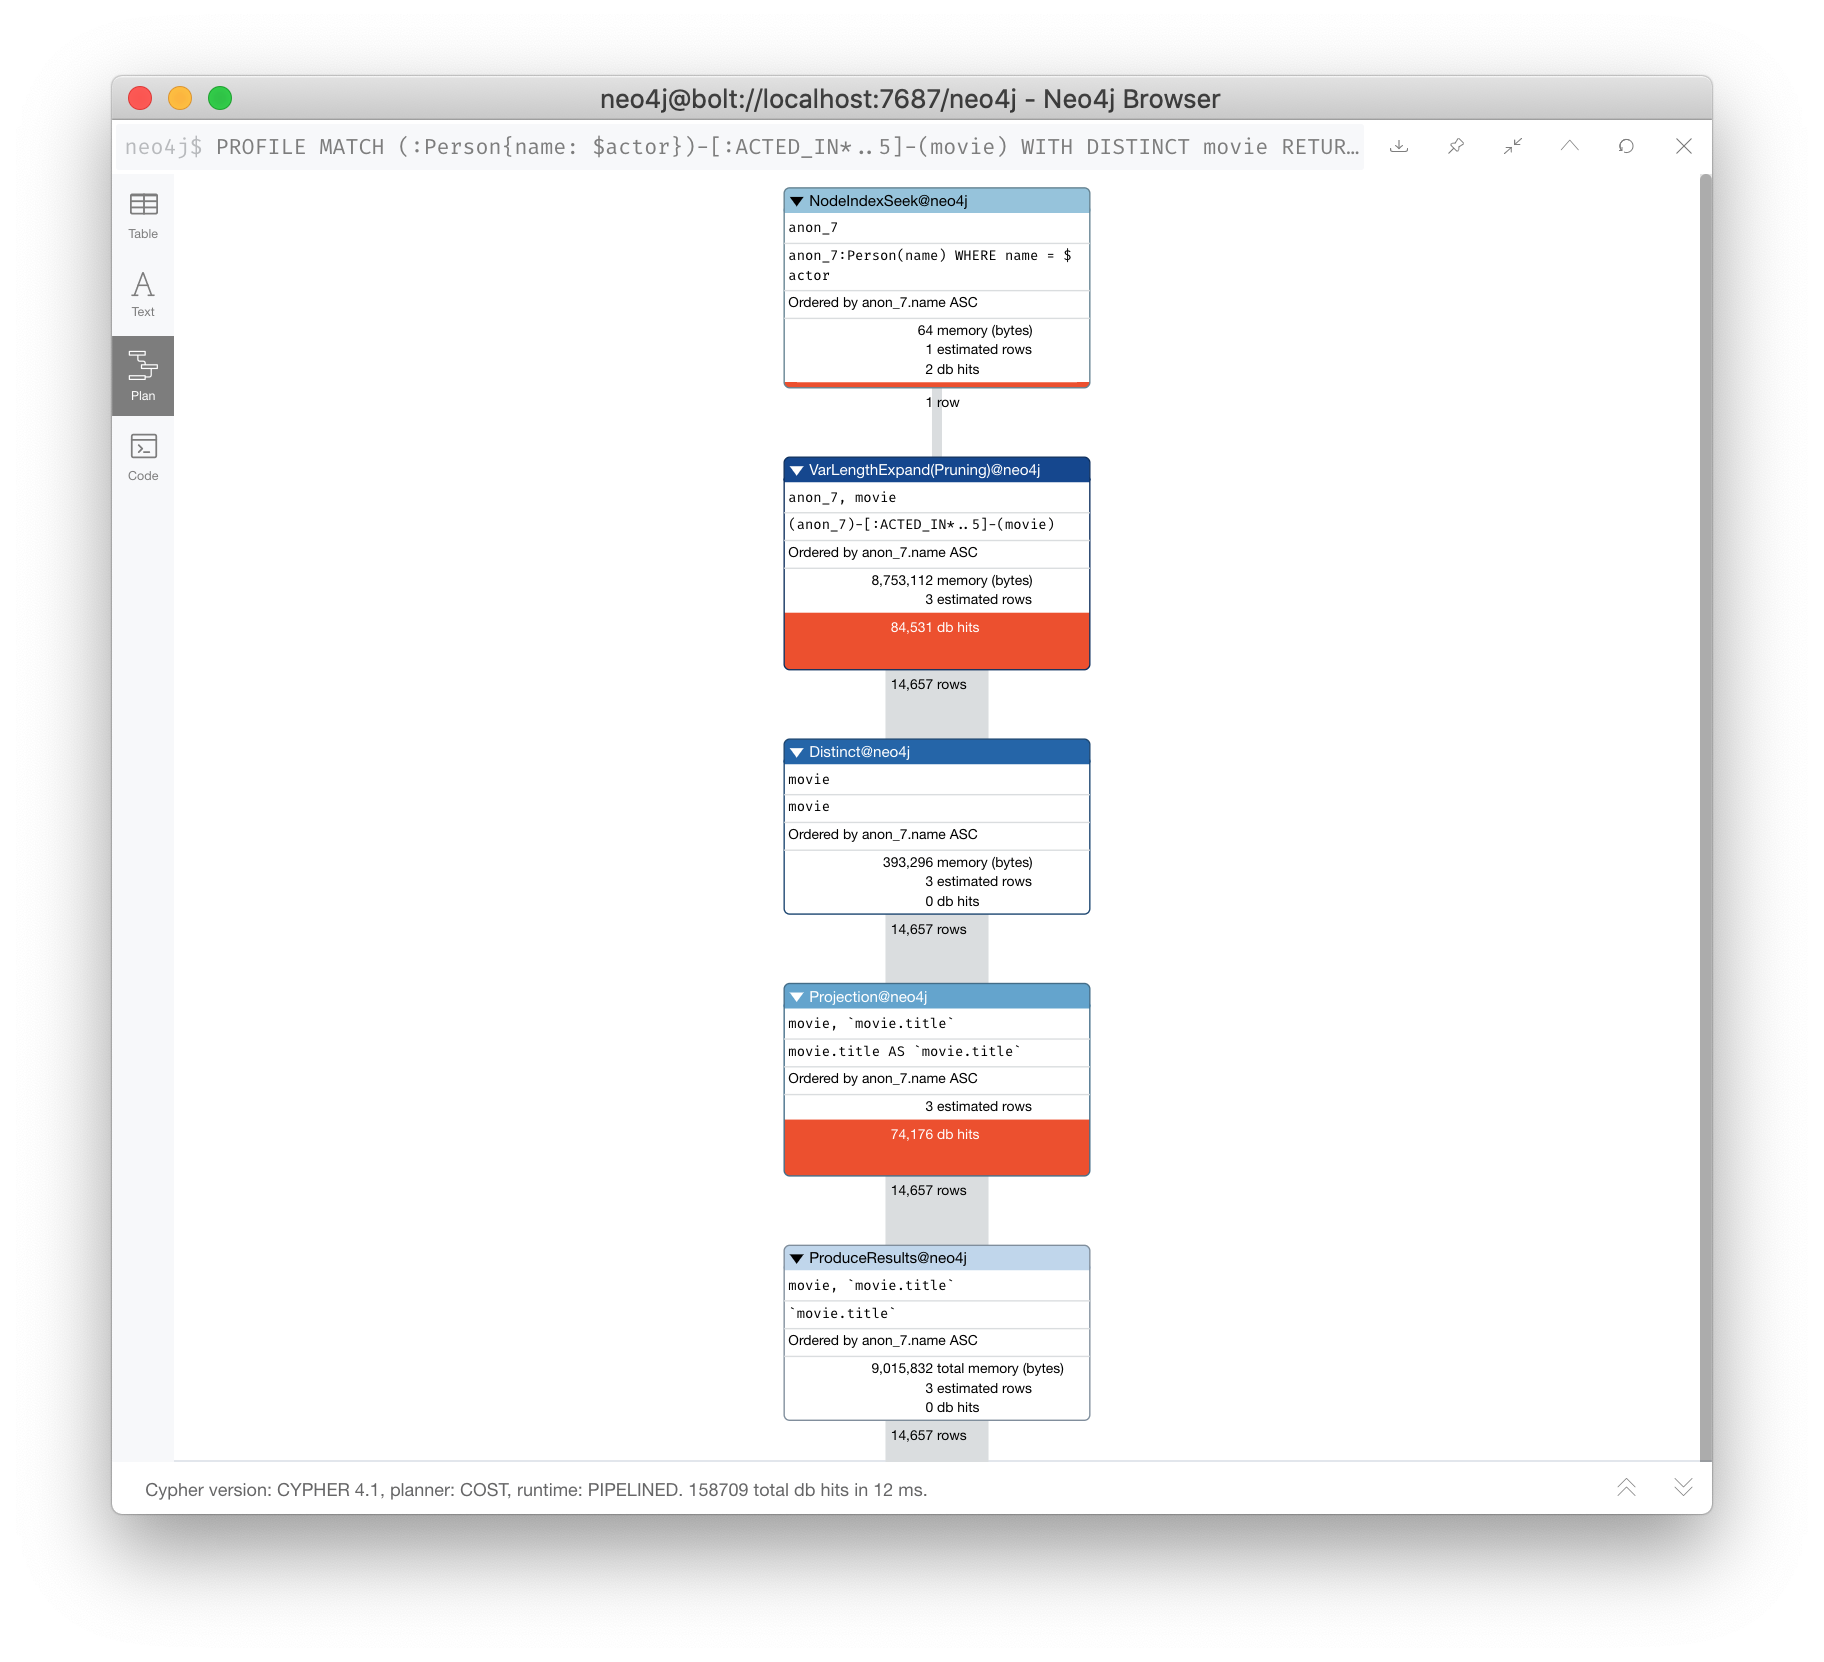 neo4j@bolt://localhost:7687/neo4j - Neo4j Browser
neo4j$ PROFILE MATCH (:Person{name: $actor})-[:ACTED_IN*..5]-(movie) WITH DISTINCT movie RETUR…
Table
Text
Plan
Code
NodeIndexSeek@neo4j
anon_7
anon_7:Person(name) WHERE name = $
actor
Ordered by anon_7.name ASC
64 memory (bytes)
1 estimated rows
2 db hits
1 row
VarLengthExpand(Pruning)@neo4j
anon_7, movie
(anon_7)-[:ACTED_IN*..5]-(movie)
Ordered by anon_7.name ASC
8,753,112 memory (bytes)
3 estimated rows
84,531 db hits
14,657 rows
Distinct@neo4j
movie
movie
Ordered by anon_7.name ASC
393,296 memory (bytes)
3 estimated rows
0 db hits
14,657 rows
Projection@neo4j
movie, `movie.title`
movie.title AS `movie.title`
Ordered by anon_7.name ASC
3 estimated rows
74,176 db hits
14,657 rows
ProduceResults@neo4j
movie, `movie.title`
`movie.title`
Ordered by anon_7.name ASC
9,015,832 total memory (bytes)
3 estimated rows
0 db hits
14,657 rows
Cypher version: CYPHER 4.1, planner: COST, runtime: PIPELINED. 158709 total db hits in 12 ms.